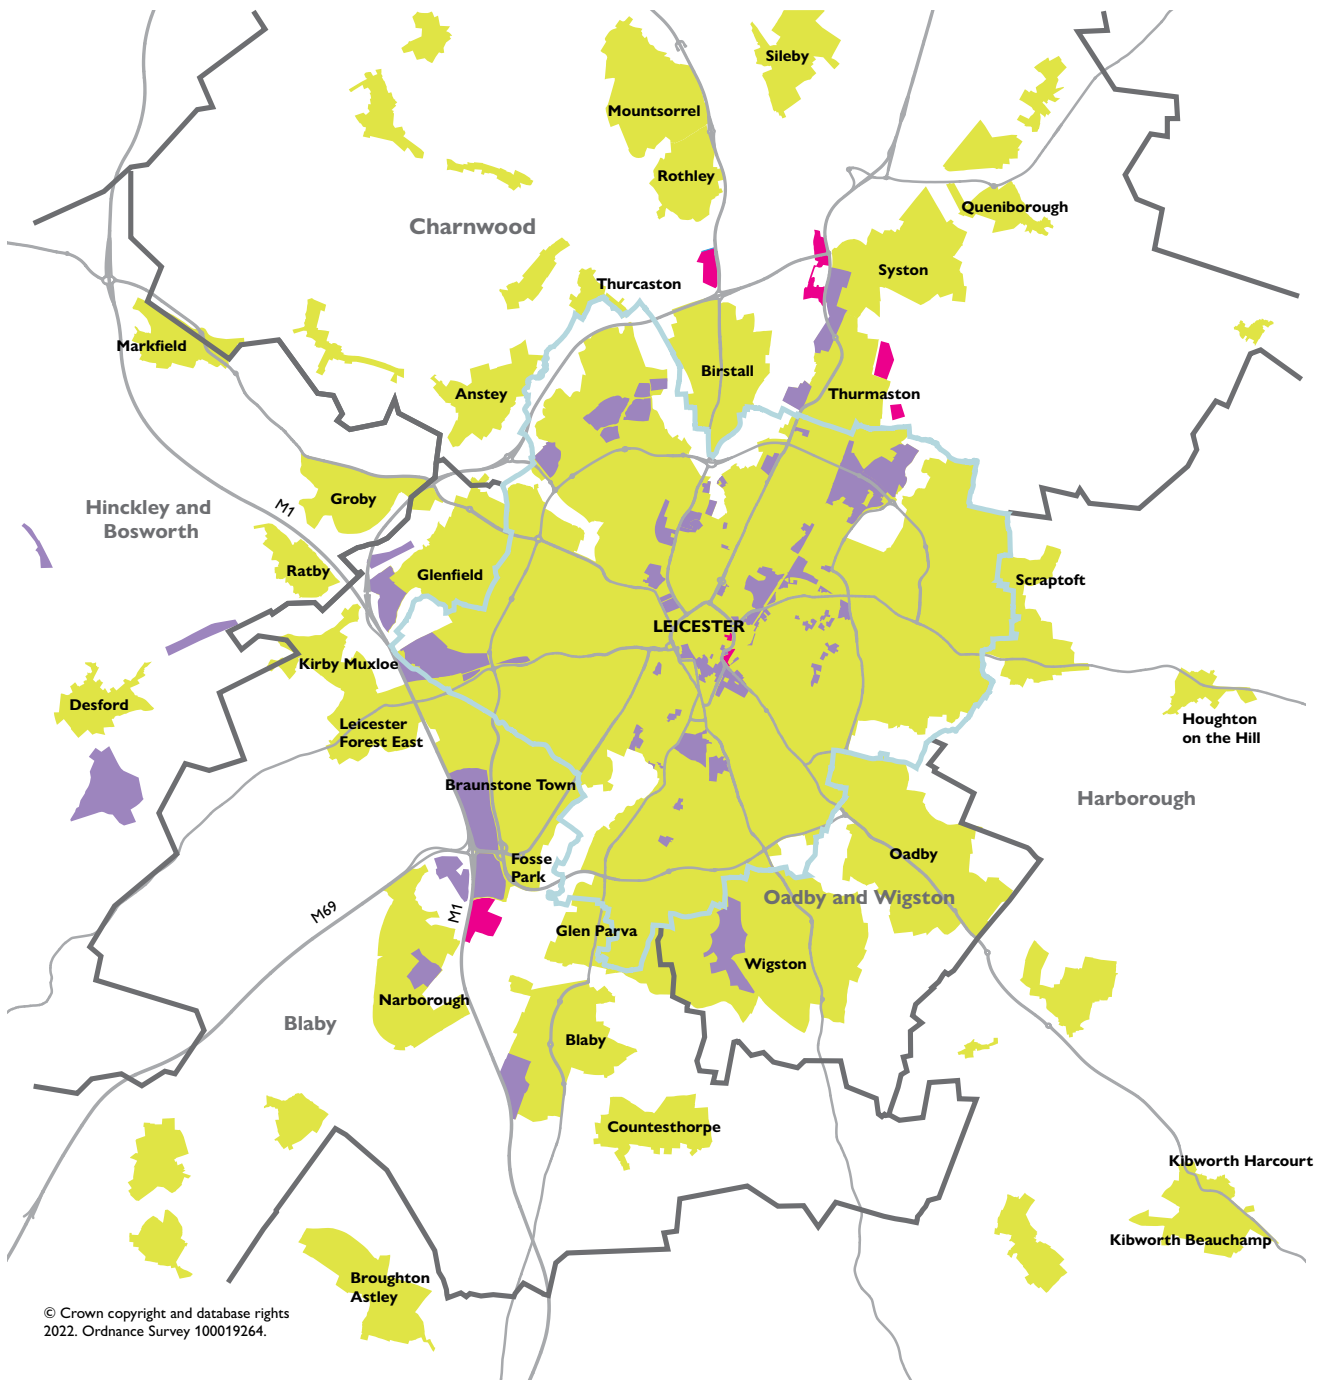 Sileby
Mountsorrel
Rothley
Queniborough
Charnwood
Syston
Thurcaston
Markfield
Birstall
Anstey
Thurmaston
Groby
M1
Hinckley and
Bosworth
Ratby
Glenfield
Scraptoft
LEICESTER
Kirby Muxloe
Desford
Leicester
Forest East
Houghton
on the Hill
Braunstone Town
Harborough
Fosse
Park
Oadby
Oadby and Wigston
M69
M1
Glen Parva
Wigston
Narborough
Blaby
Blaby
Countesthorpe
Kibworth Harcourt
Kibworth Beauchamp
Broughton
Astley
© Crown copyright and database rights
2022. Ordnance Survey 100019264.